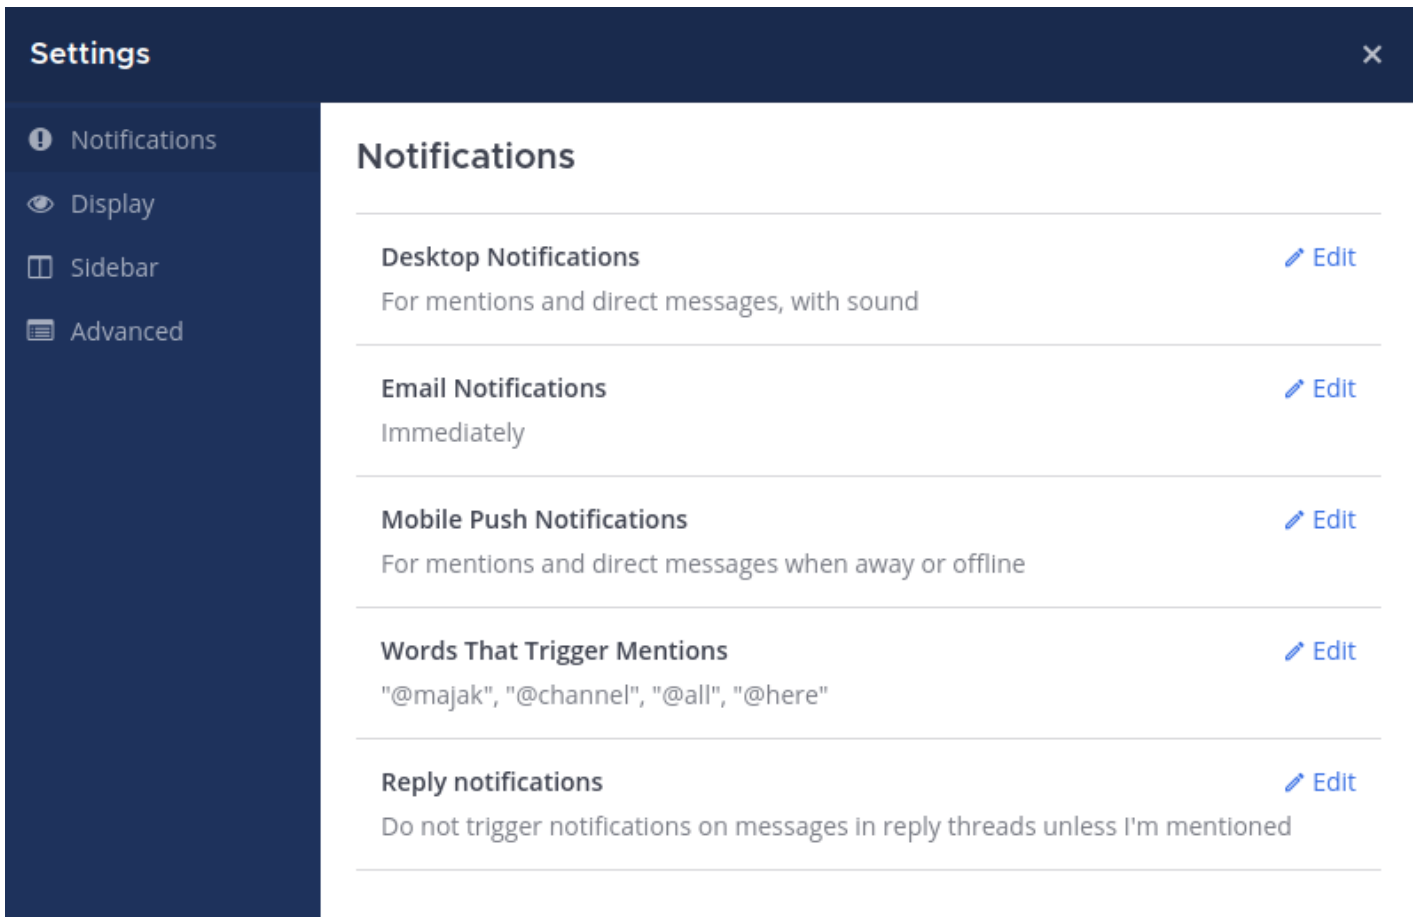 Settings
Notifications
Display
Sidebar
Advanced
Notifications
Desktop Notifications
Edit
For mentions and direct messages, with sound
Email Notifications
Edit
Immediately
Mobile Push Notifications
Edit
For mentions and direct messages when away or offline
Words That Trigger Mentions
Edit
"@majak", "@channel", "@all", "@here"
Reply notifications
Edit
Do not trigger notifications on messages in reply threads unless I'm mentioned